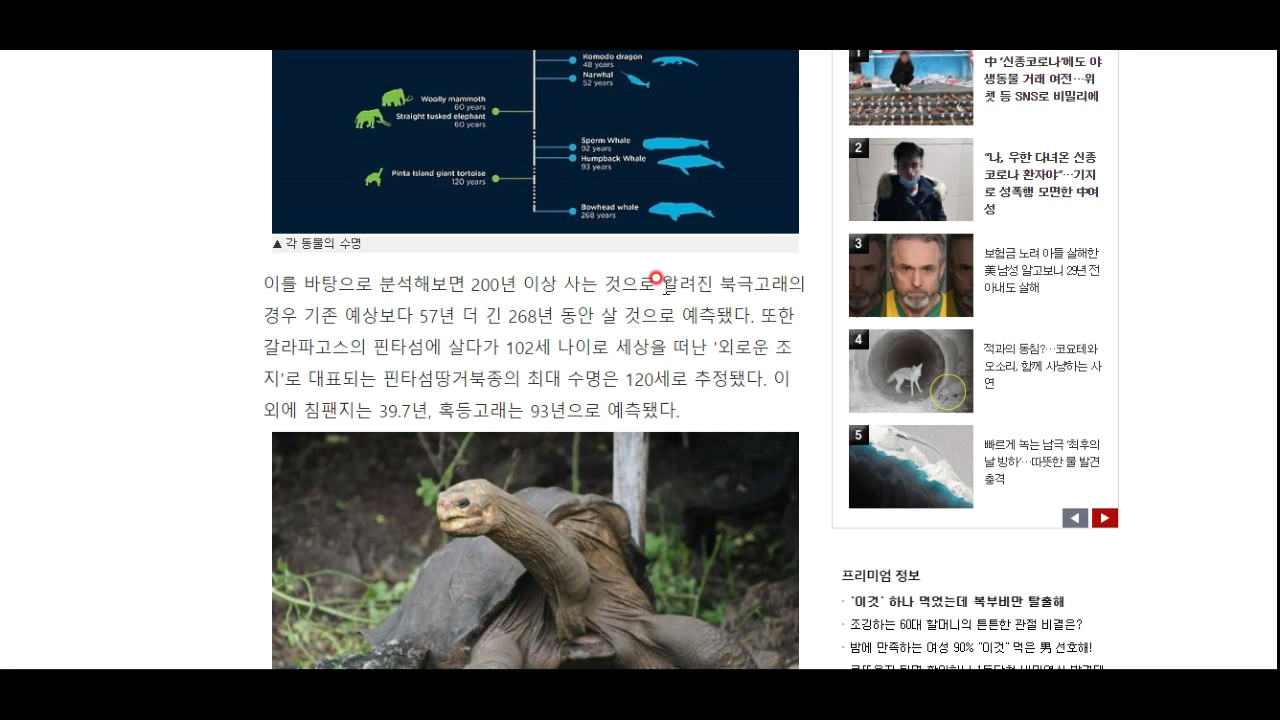 Komodo dragon
48 years
Narwhal
52 years
Woolly mammoth
60 years
Straight tusked elephant
60 years
Sperm Whale
92 years
Humpback Whale
93 years
Pinta Island giant tortoise
120 years
Bowhead whale
268 years
▲ 각 동물의 수명
이를 바탕으로 분석해보면 200년 이상 사는 것으로 알려진 북극고래의
경우 기존 예상보다 57년 더 긴 268년 동안 살 것으로 예측됐다. 또한
갈라파고스의 핀타섬에 살다가 102세 나이로 세상을 떠난 '외로운 조
지'로 대표되는 핀타섬땅거북종의 최대 수명은 120세로 추정됐다. 이
외에 침팬지는 39.7년, 혹등고래는 93년으로 예측됐다.
1
中 ‘신종코로나’에도 야
생동물 거래 여전…위
챗 등 SNS로 비밀리에
2
“나, 우한 다녀온 신종
코로나 환자야”…기지
로 성폭행 모면한 中여
성
3
보험금 노려 아들 살해한
美남성 알고보니 29년 전
아내도 살해
4
적과의 동침?…코요테와
오소리, 함께 사냥하는 사
연
5
빠르게 녹는 남극 ‘최후의
날 빙하’…따뜻한 물 발견
충격
프리미엄 정보
· '이것' 하나 먹었는데 복부비만 탈출해
· 조깅하는 60대 할머니의 튼튼한 관절 비결은?
· 밤에 만족하는 여성 90% "이것" 먹은 男 선호해!